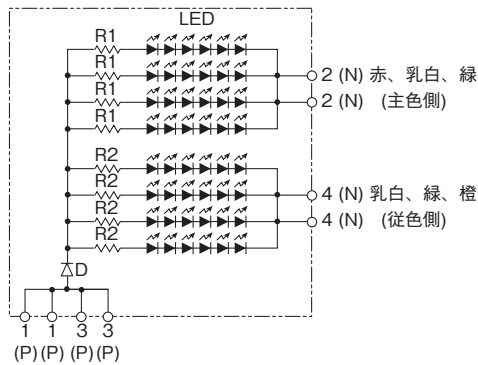 LED
R1
R1
2 (N) 赤、乳白、緑
R1
2 (N) (主色側)
R1
R2
R2
4 (N) 乳白、緑、橙
R2
4 (N) (従色側)
R2
D
1 1 3 3
(P) (P) (P) (P)